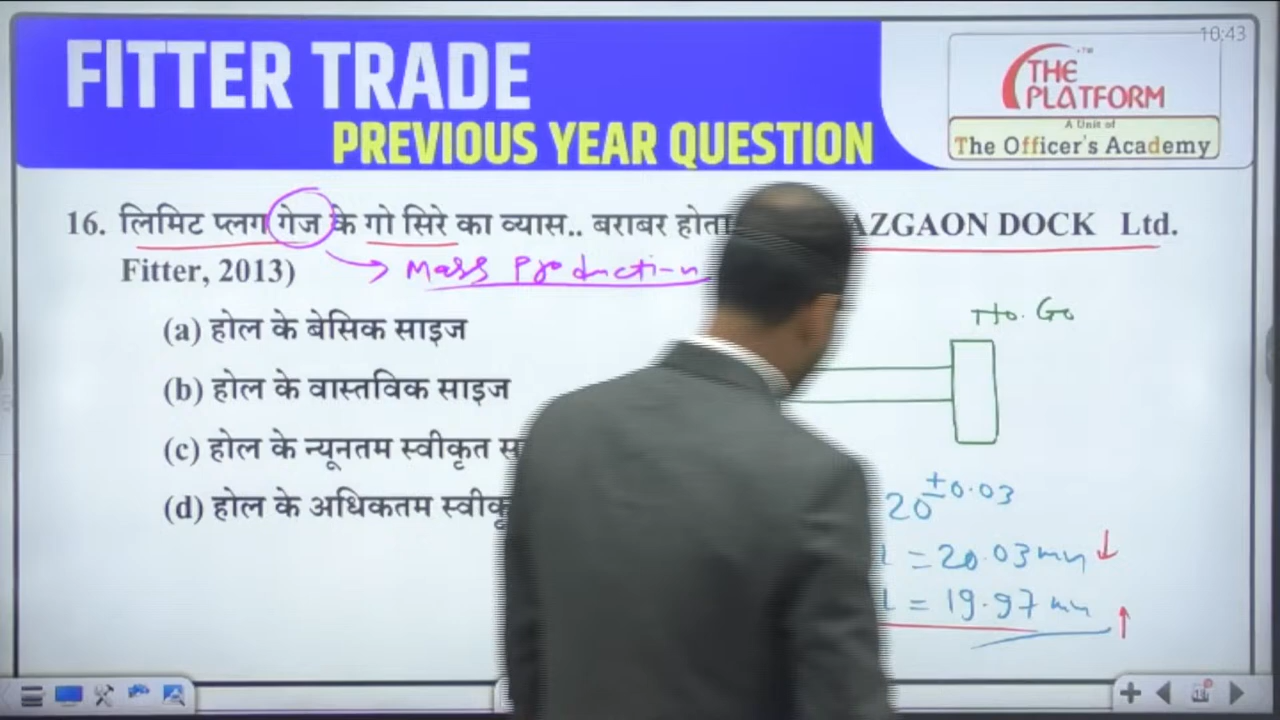 10:43
FITTER TRADE
PREVIOUS YEAR QUESTION
THE
PLATFORM
A Unit of
The Officer's Academy
16. लिमिट प्लग गेज के गो सिरे का व्यास.. बराबर होता AZGAON DOCK Ltd.
Fitter, 2013)
Mass Production
(a) होल के बेसिक साइज
No. Go
(b) होल के वास्तविक साइज
(c) होल के न्यूनतम स्वीकृत
(d) होल के अधिकतम
20 ±0.03
= 20.03 mm ↓
= 19.97 mm ↑